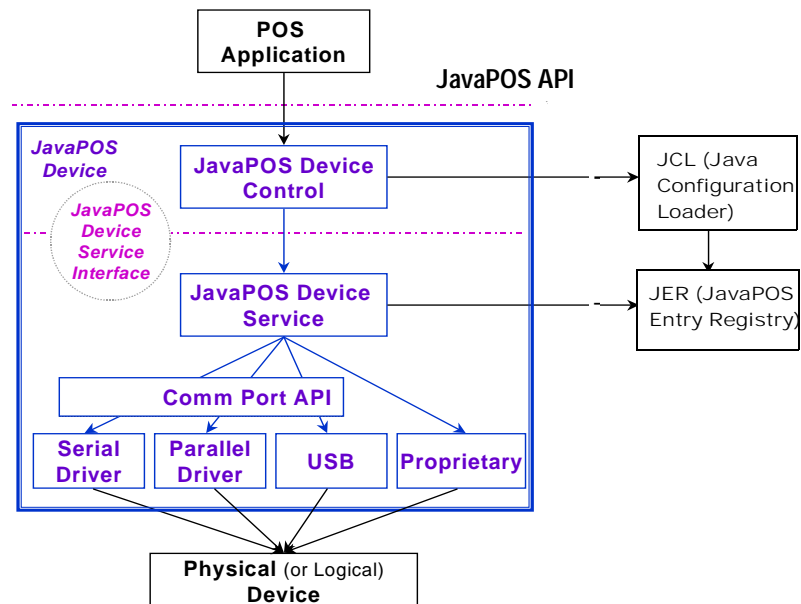 POS
Application
JavaPOS API
JavaPOS
Device
JavaPOS Device
Control
JCL (Java
Configuration
Loader)
JavaPOS
Device
Service
Interface
JavaPOS Device
Service
JER (JavaPOS
Entry Registry)
Comm Port API
Serial
Driver
Parallel
Driver
USB
Proprietary
Physical (or Logical)
Device